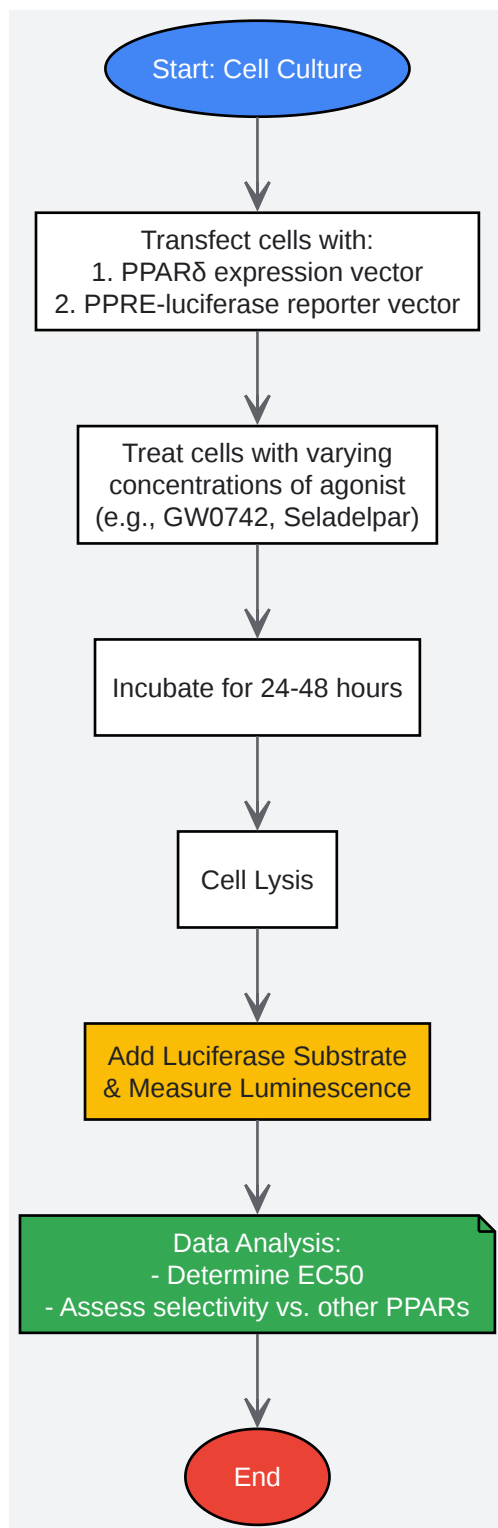 Start: Cell Culture
Transfect cells with:
1. PPARδ expression vector
2. PPRE-luciferase reporter vector
Treat cells with varying
concentrations of agonist
(e.g., GW0742, Seladelpar)
Incubate for 24-48 hours
Cell Lysis
Add Luciferase Substrate
& Measure Luminescence
Data Analysis:
- Determine EC50
- Assess selectivity vs. other PPARs
End